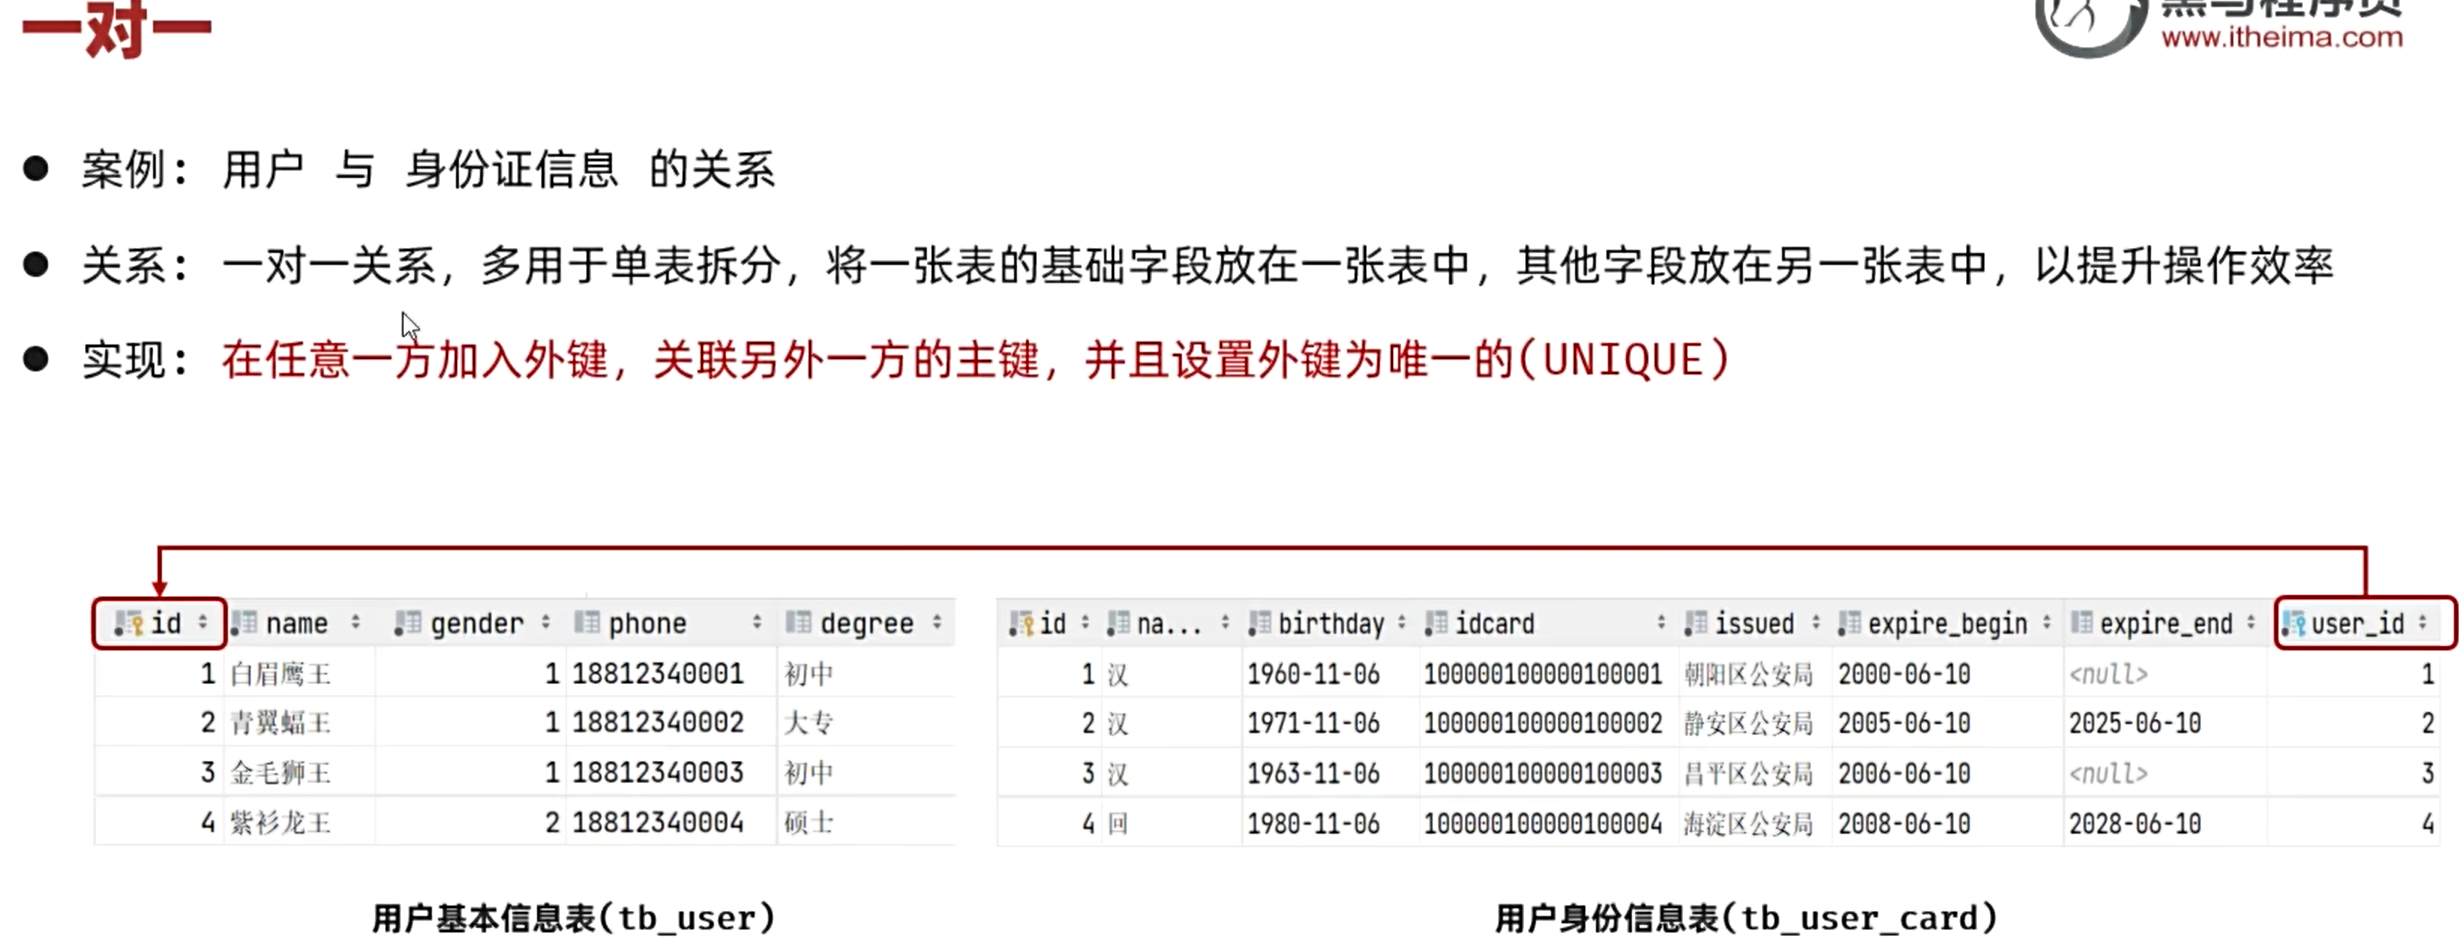 一对一
黑马程序员
www.itheima.com
● 案例: 用户 与 身份证信息 的关系
● 关系: 一对一关系, 多用于单表拆分, 将一张表的基础字段放在一张表中, 其他字段放在另一张表中, 以提升操作效率
● 实现: 在任意一方加入外键, 关联另外一方的主键, 并且设置外键为唯一的(UNIQUE)
id name gender phone degree
1 白眉鹰王 1 18812340001 初中
2 青翼蝠王 1 18812340002 大专
3 金毛狮王 1 18812340003 初中
4 紫衫龙王 2 18812340004 硕士
用户基本信息表(tb_user)
id na... birthday idcard issued expire_begin expire_end user_id
1 汉 1960-11-06 100000100000100001 朝阳区公安局 2000-06-10 <null> 1
2 汉 1971-11-06 100000100000100002 静安区公安局 2005-06-10 2025-06-10 2
3 汉 1963-11-06 100000100000100003 昌平区公安局 2006-06-10 <null> 3
4 回 1980-11-06 100000100000100004 海淀区公安局 2008-06-10 2028-06-10 4
用户身份信息表(tb_user_card)